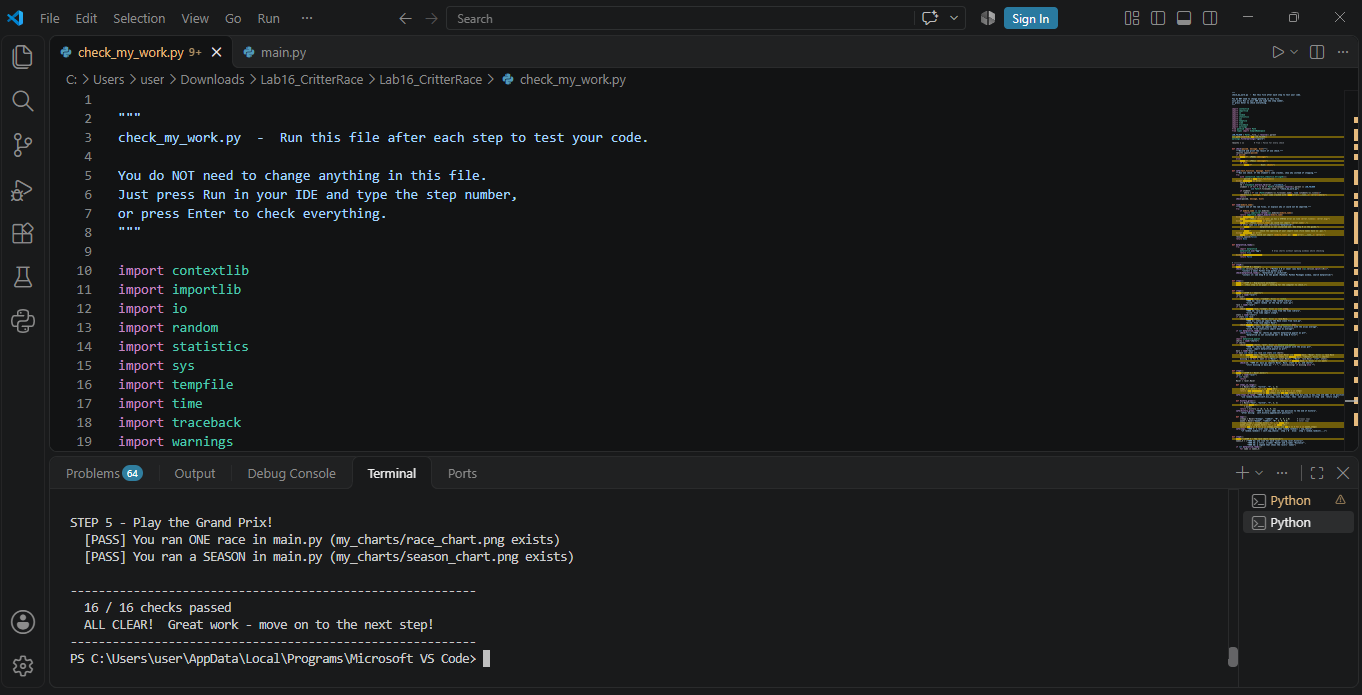 File Edit Selection View Go Run ··· Search Sign In
check_my_work.py 9+ main.py
C: > Users > user > Downloads > Lab16_CritterRace > Lab16_CritterRace > check_my_work.py
1
2 """
3 check_my_work.py - Run this file after each step to test your code.
4
5 You do NOT need to change anything in this file.
6 Just press Run in your IDE and type the step number,
7 or press Enter to check everything.
8 """
9
10 import contextlib
11 import importlib
12 import io
13 import random
14 import statistics
15 import sys
16 import tempfile
17 import time
18 import traceback
19 import warnings
Problems 64 Output Debug Console Terminal Ports
Python
Python
STEP 5 - Play the Grand Prix!
[PASS] You ran ONE race in main.py (my_charts/race_chart.png exists)
[PASS] You ran a SEASON in main.py (my_charts/season_chart.png exists)
----------------------------------------------------------
16 / 16 checks passed
ALL CLEAR! Great work - move on to the next step!
----------------------------------------------------------
PS C:\Users\user\AppData\Local\Programs\Microsoft VS Code>